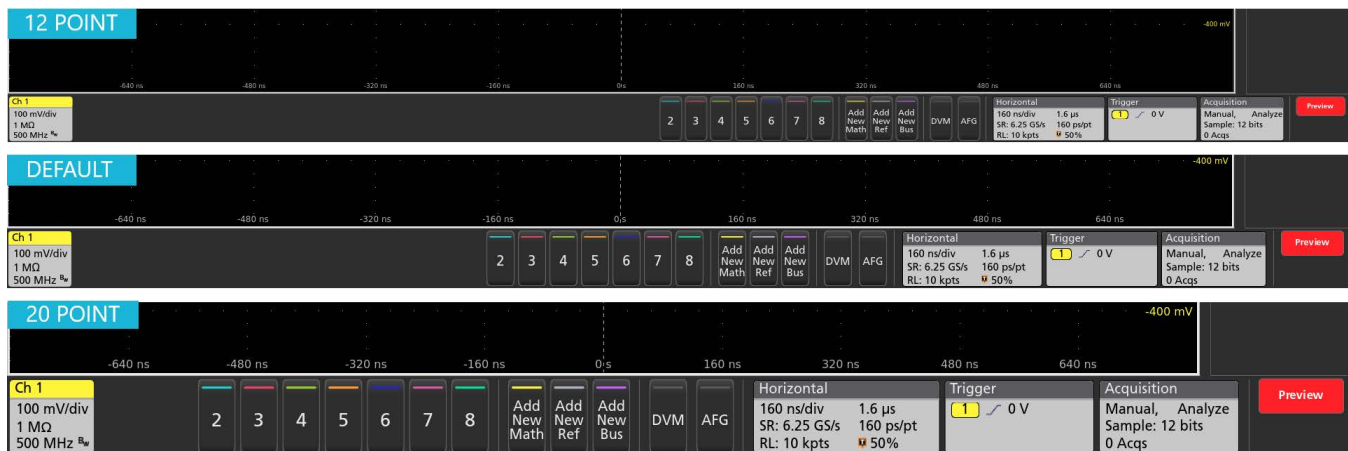 12 POINT
-400 mV
-640 ns -480 ns -320 ns -160 ns 0s 160 ns 320 ns 480 ns 640 ns
Ch 1
100 mV/div
1 MΩ
500 MHz Bw
2 3 4 5 6 7 8
Add New Math
Add New Ref
Add New Bus
DVM
AFG
Horizontal
160 ns/div 1.6 µs
SR: 6.25 GS/s 160 ps/pt
RL: 10 kpts 50%
Trigger
1 0 V
Acquisition
Manual, Analyze
Sample: 12 bits
0 Acqs
Preview
DEFAULT
-400 mV
-640 ns -480 ns -320 ns -160 ns 0s 160 ns 320 ns 480 ns 640 ns
Ch 1
100 mV/div
1 MΩ
500 MHz Bw
2 3 4 5 6 7 8
Add New Math
Add New Ref
Add New Bus
DVM
AFG
Horizontal
160 ns/div 1.6 µs
SR: 6.25 GS/s 160 ps/pt
RL: 10 kpts 50%
Trigger
1 0 V
Acquisition
Manual, Analyze
Sample: 12 bits
0 Acqs
Preview
20 POINT
-400 mV
-640 ns -480 ns -320 ns -160 ns 0s 160 ns 320 ns 480 ns 640 ns
Ch 1
100 mV/div
1 MΩ
500 MHz Bw
2 3 4 5 6 7 8
Add New Math
Add New Ref
Add New Bus
DVM
AFG
Horizontal
160 ns/div 1.6 µs
SR: 6.25 GS/s 160 ps/pt
RL: 10 kpts 50%
Trigger
1 0 V
Acquisition
Manual, Analyze
Sample: 12 bits
0 Acqs
Preview